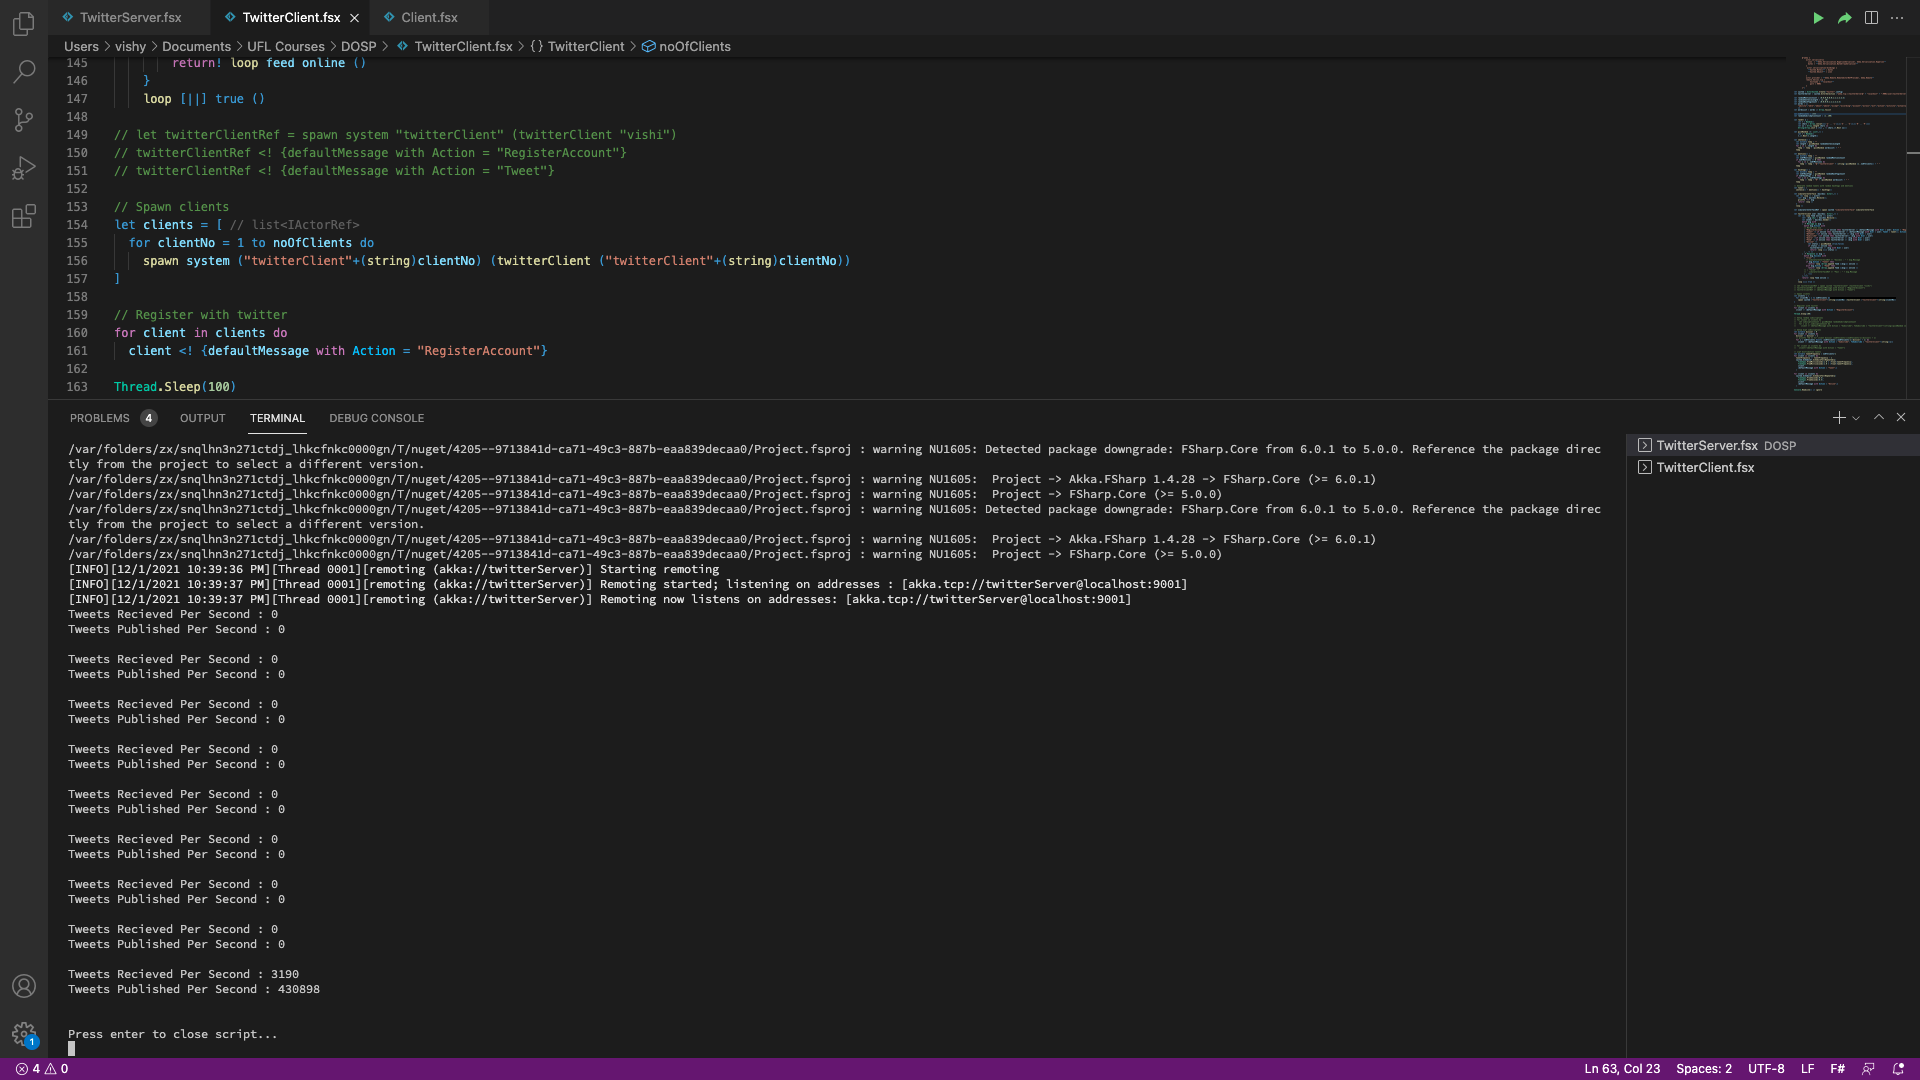 TwitterServer.fsx
TwitterClient.fsx
Client.fsx
Users > vishy > Documents > UFL Courses > DOSP > TwitterClient.fsx > {} TwitterClient > noOfClients
145 return! loop feed online ()
146 }
147 loop [||] true ()
148
149 // let twitterClientRef = spawn system "twitterClient" (twitterClient "vishi")
150 // twitterClientRef <! {defaultMessage with Action = "RegisterAccount"}
151 // twitterClientRef <! {defaultMessage with Action = "Tweet"}
152
153 // Spawn clients
154 let clients = [ // list<IActorRef>
155 for clientNo = 1 to noOfClients do
156 spawn system ("twitterClient"+(string)clientNo) (twitterClient ("twitterClient"+(string)clientNo))
157 ]
158
159 // Register with twitter
160 for client in clients do
161 client <! {defaultMessage with Action = "RegisterAccount"}
162
163 Thread.Sleep(100)
PROBLEMS 4 OUTPUT TERMINAL DEBUG CONSOLE
/var/folders/zx/snqlhn3n271ctdj_lhkcfnkc0000gn/T/nuget/4205--9713841d-ca71-49c3-887b-eaa839decaa0/Project.fsproj : warning NU1605: Detected package downgrade: FSharp.Core from 6.0.1 to 5.0.0. Reference the package direc
tly from the project to select a different version.
/var/folders/zx/snqlhn3n271ctdj_lhkcfnkc0000gn/T/nuget/4205--9713841d-ca71-49c3-887b-eaa839decaa0/Project.fsproj : warning NU1605:  Project -> Akka.FSharp 1.4.28 -> FSharp.Core (>= 6.0.1)
/var/folders/zx/snqlhn3n271ctdj_lhkcfnkc0000gn/T/nuget/4205--9713841d-ca71-49c3-887b-eaa839decaa0/Project.fsproj : warning NU1605:  Project -> FSharp.Core (>= 5.0.0)
/var/folders/zx/snqlhn3n271ctdj_lhkcfnkc0000gn/T/nuget/4205--9713841d-ca71-49c3-887b-eaa839decaa0/Project.fsproj : warning NU1605: Detected package downgrade: FSharp.Core from 6.0.1 to 5.0.0. Reference the package direc
tly from the project to select a different version.
/var/folders/zx/snqlhn3n271ctdj_lhkcfnkc0000gn/T/nuget/4205--9713841d-ca71-49c3-887b-eaa839decaa0/Project.fsproj : warning NU1605:  Project -> Akka.FSharp 1.4.28 -> FSharp.Core (>= 6.0.1)
/var/folders/zx/snqlhn3n271ctdj_lhkcfnkc0000gn/T/nuget/4205--9713841d-ca71-49c3-887b-eaa839decaa0/Project.fsproj : warning NU1605:  Project -> FSharp.Core (>= 5.0.0)
[INFO][12/1/2021 10:39:36 PM][Thread 0001][remoting (akka://twitterServer)] Starting remoting
[INFO][12/1/2021 10:39:37 PM][Thread 0001][remoting (akka://twitterServer)] Remoting started; listening on addresses : [akka.tcp://twitterServer@localhost:9001]
[INFO][12/1/2021 10:39:37 PM][Thread 0001][remoting (akka://twitterServer)] Remoting now listens on addresses: [akka.tcp://twitterServer@localhost:9001]
Tweets Recieved Per Second : 0
Tweets Published Per Second : 0
Tweets Recieved Per Second : 0
Tweets Published Per Second : 0
Tweets Recieved Per Second : 0
Tweets Published Per Second : 0
Tweets Recieved Per Second : 0
Tweets Published Per Second : 0
Tweets Recieved Per Second : 0
Tweets Published Per Second : 0
Tweets Recieved Per Second : 0
Tweets Published Per Second : 0
Tweets Recieved Per Second : 0
Tweets Published Per Second : 0
Tweets Recieved Per Second : 0
Tweets Published Per Second : 0
Tweets Recieved Per Second : 3190
Tweets Published Per Second : 430898
Press enter to close script...
TwitterServer.fsx DOSP
TwitterClient.fsx
1
4 0
Ln 63, Col 23 Spaces: 2 UTF-8 LF F#